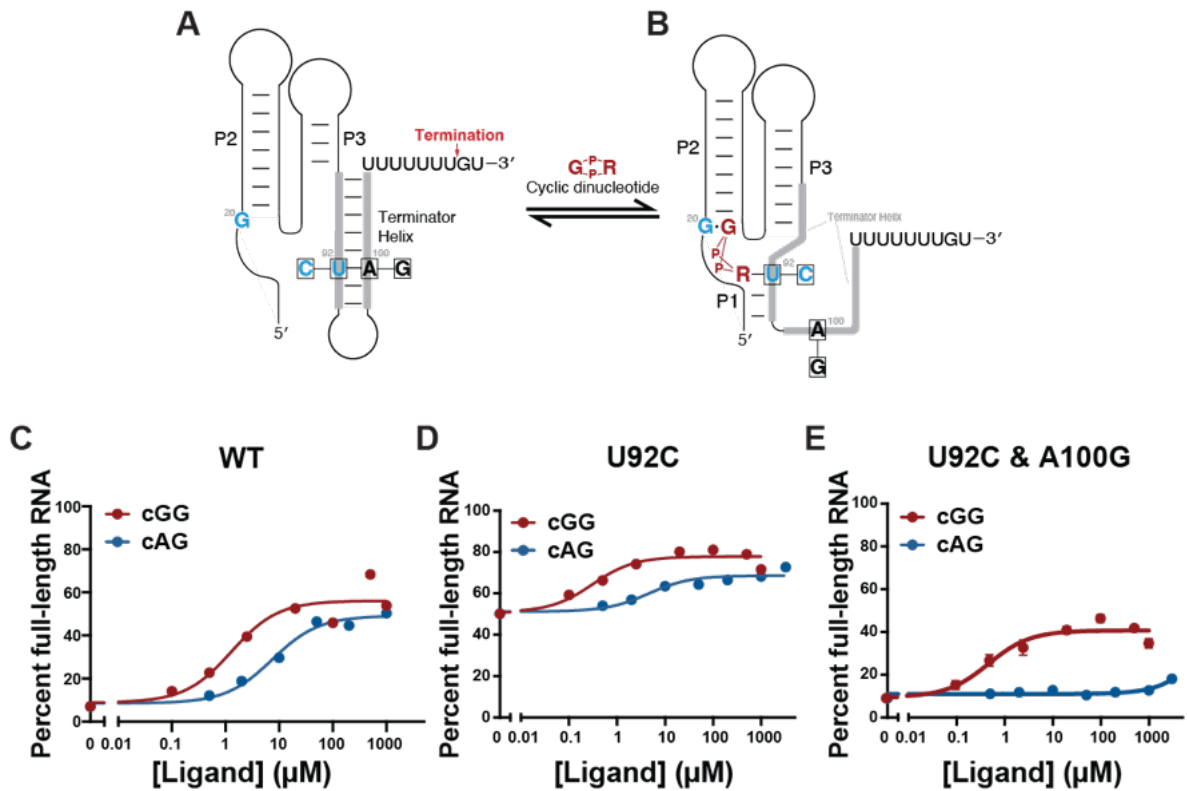 A
B
P2
P3
Termination
UUUUUUUGU–3′
20
G
Terminator
Helix
92
100
C U A G
5′
G P P R
Cyclic dinucleotide
P2
P3
20
G·G
Terminator Helix
UUUUUUUGU–3′
P
P
R U C
92
P1
5′
A
100
G
C
WT
Percent full-length RNA
100
80
60
40
20
0
cGG
cAG
0 0.01 0.1 1 10 100 1000
[Ligand] (µM)
D
U92C
Percent full-length RNA
100
80
60
40
20
0
cGG
cAG
0 0.01 0.1 1 10 100 1000
[Ligand] (µM)
E
U92C & A100G
Percent full-length RNA
100
80
60
40
20
0
cGG
cAG
0 0.01 0.1 1 10 100 1000
[Ligand] (µM)